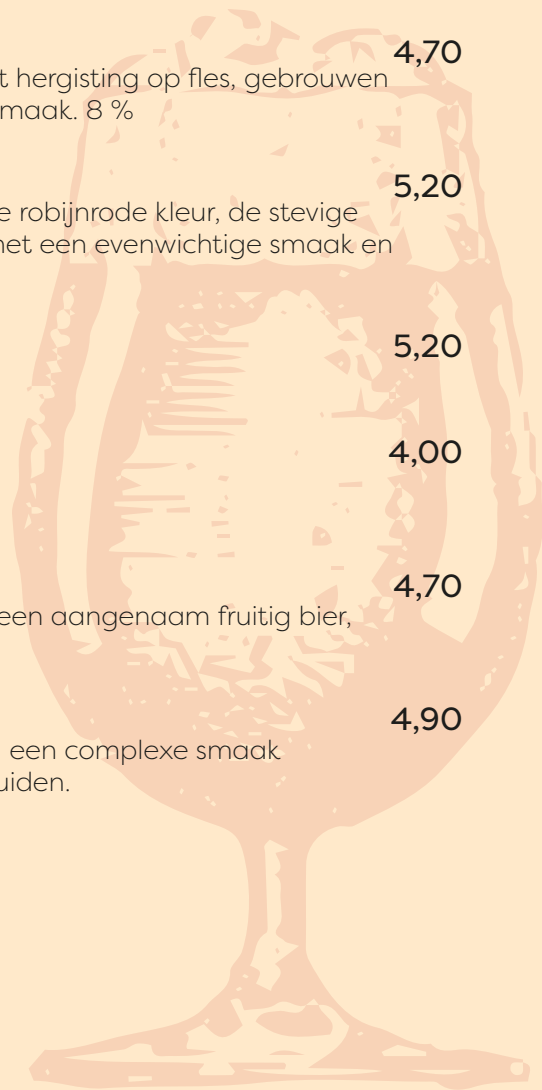 4,70
t hergisting op fles, gebrouwen
maak. 8 %
5,20
e robijnrode kleur, de stevige
net een evenwichtige smaak en
5,20
4,00
4,70
een aangenaam fruitig bier,
4,90
een complexe smaak
uiden.